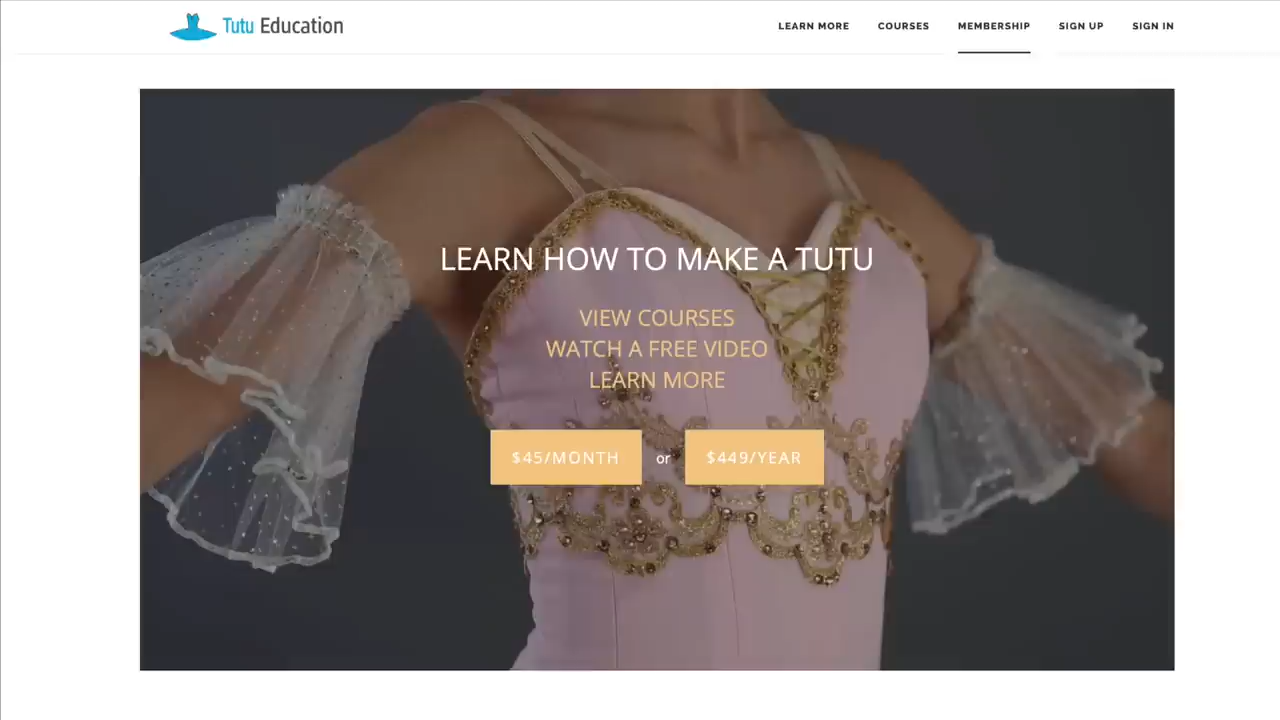 Tutu Education
LEARN MORE
COURSES
MEMBERSHIP
SIGN UP
SIGN IN
LEARN HOW TO MAKE A TUTU
VIEW COURSES
WATCH A FREE VIDEO
LEARN MORE
$45/MONTH or $449/YEAR